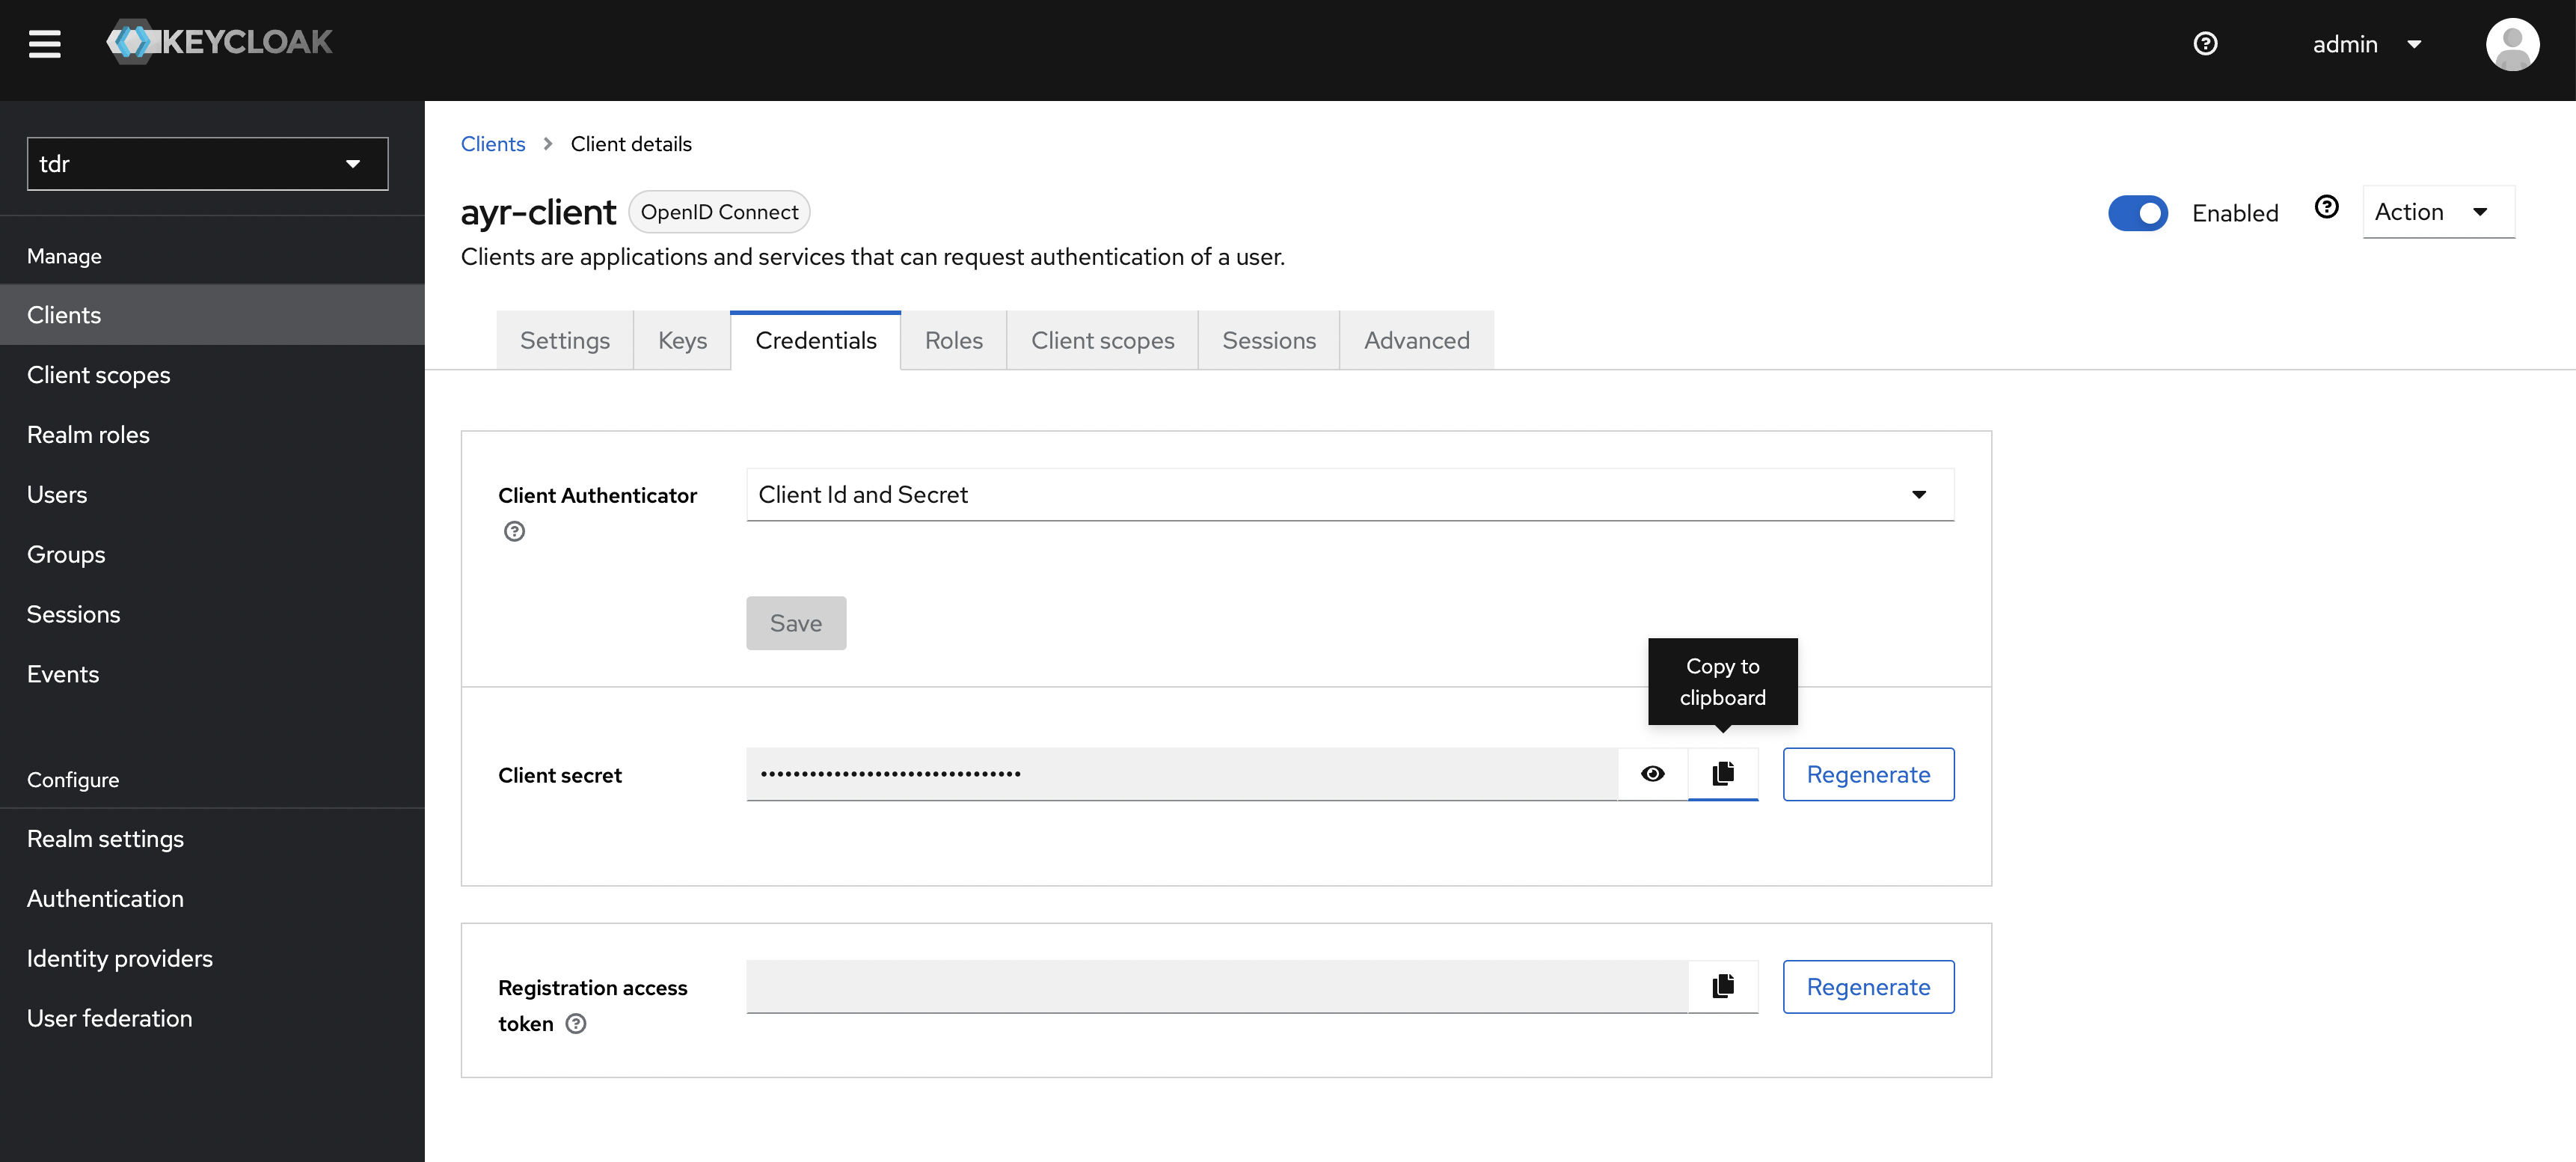 KEYCLOAK
admin
tdr
Manage
Clients
Client scopes
Realm roles
Users
Groups
Sessions
Events
Configure
Realm settings
Authentication
Identity providers
User federation
Clients > Client details
ayr-client OpenID Connect
Enabled
Action
Clients are applications and services that can request authentication of a user.
Settings Keys Credentials Roles Client scopes Sessions Advanced
Client Authenticator
Client Id and Secret
Save
Copy to
clipboard
Client secret
Regenerate
Registration access
token
Regenerate